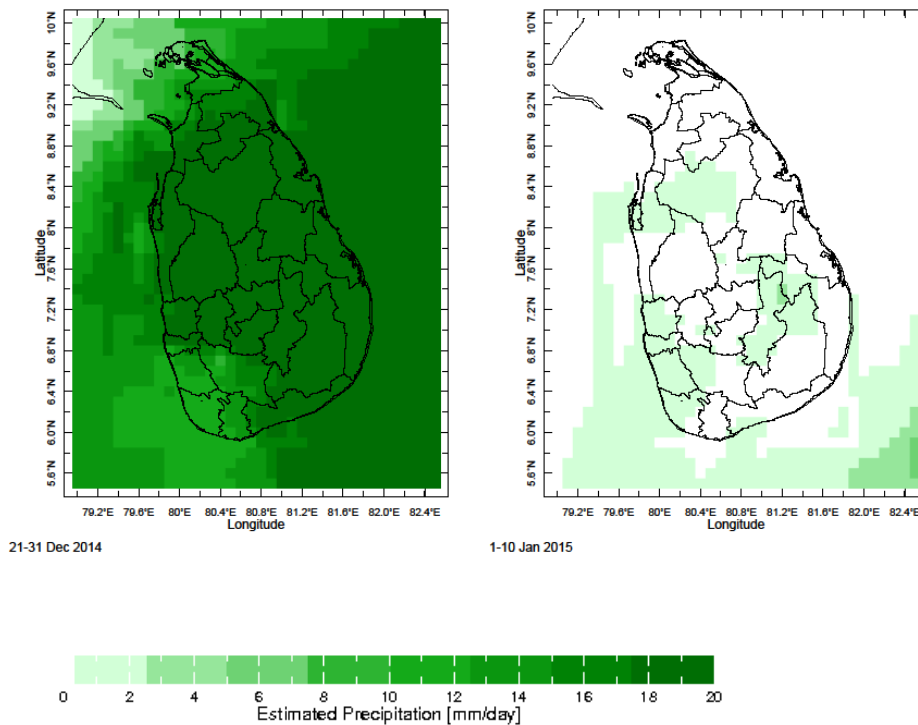 10°N
9.6°N
9.2°N
8.8°N
8.4°N
8°N
7.6°N
7.2°N
6.8°N
6.4°N
6.0°N
5.6°N
Latitude
79.2°E 79.6°E 80°E 80.4°E 80.8°E 81.2°E 81.6°E 82°E 82.4°E
Longitude
21-31 Dec 2014
10°N
9.6°N
9.2°N
8.8°N
8.4°N
8°N
7.6°N
7.2°N
6.8°N
6.4°N
6.0°N
5.6°N
Latitude
79.2°E 79.6°E 80°E 80.4°E 80.8°E 81.2°E 81.6°E 82°E 82.4°E
Longitude
1-10 Jan 2015
0 2 4 6 8 10 12 14 16 18 20
Estimated Precipitation [mm/day]